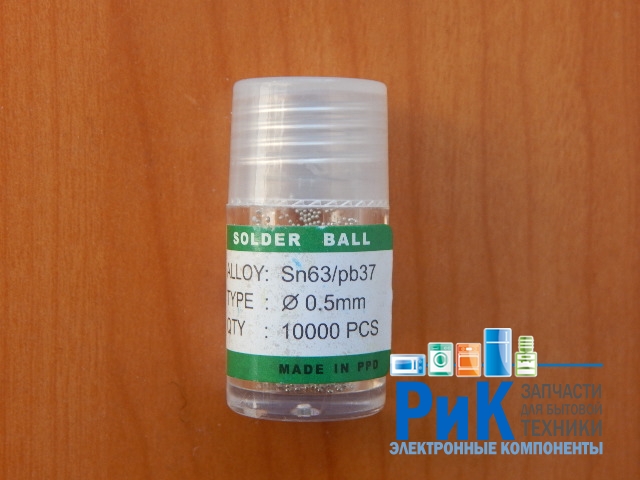 SOLDER BALL
ALLOY: Sn63/pb37
TYPE : Ø 0.5mm
QTY : 10000 PCS
MADE IN PPD
РиК
ЗАПЧАСТИ
для бытовой
ТЕХНИКИ
ЭЛЕКТРОННЫЕ КОМПОНЕНТЫ